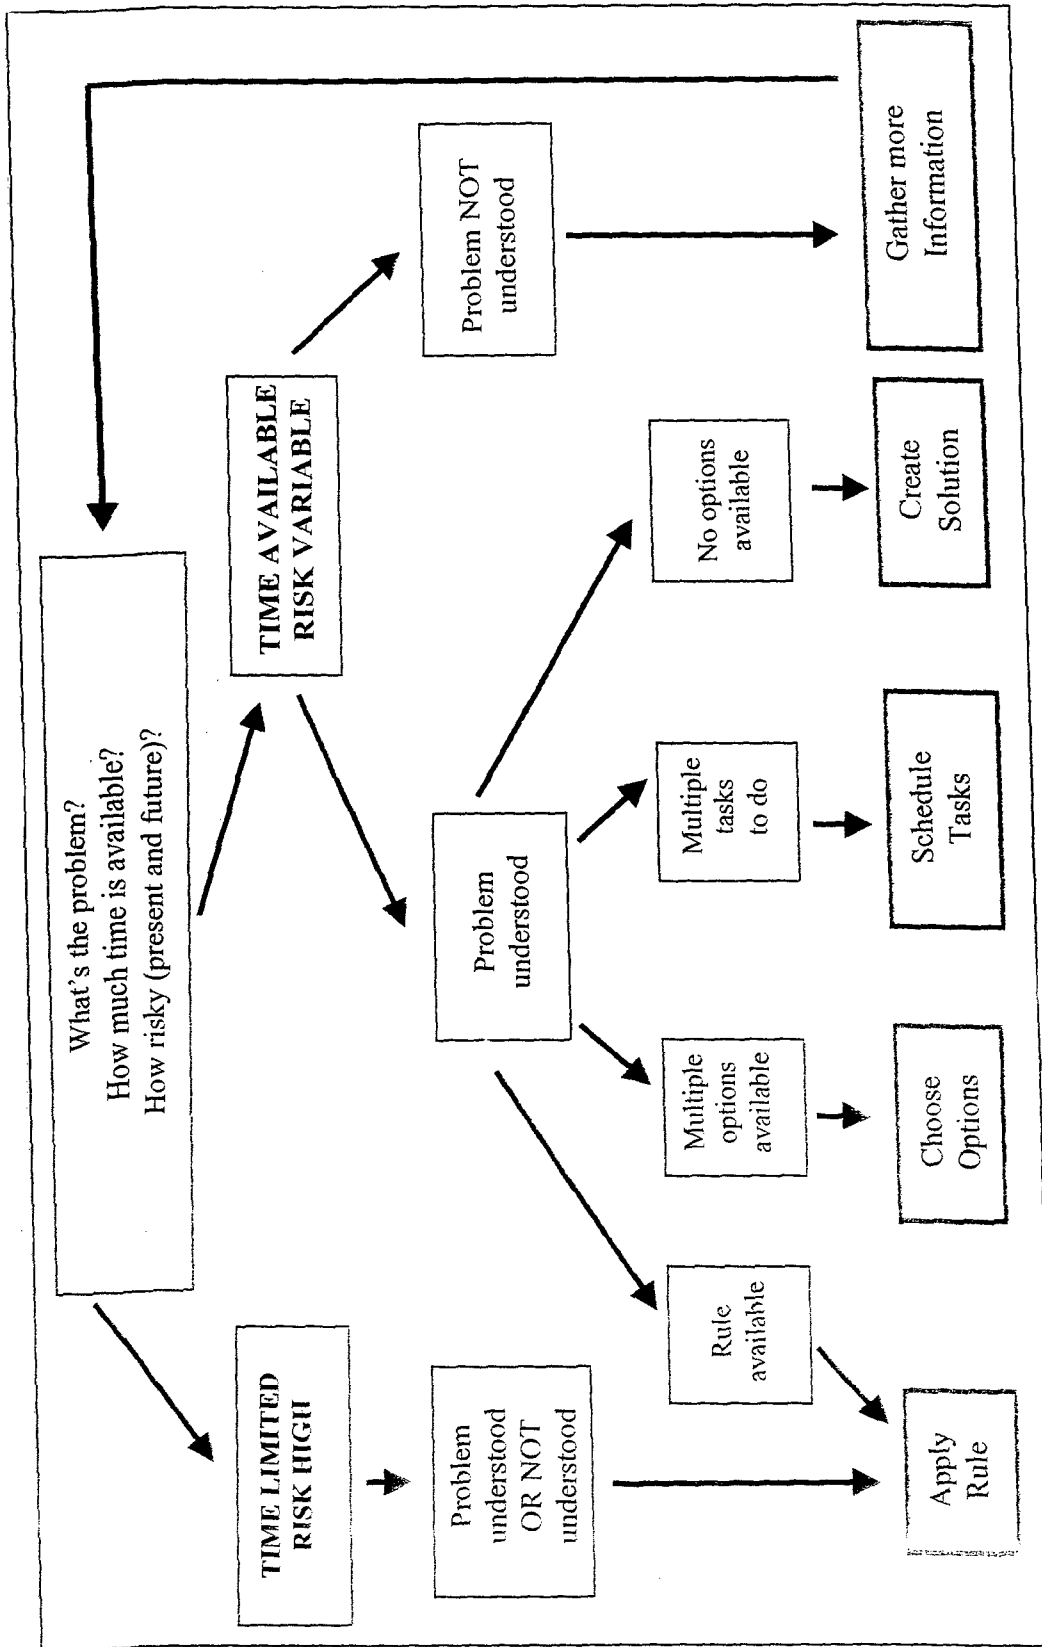 What's the problem?
How much time is available?
How risky (present and future)?
TIME LIMITED
RISK HIGH
TIME AVAILABLE
RISK VARIABLE
Problem
understood
OR NOT
understood
Problem
understood
Problem NOT
understood
Rule
available
Multiple
options
available
Multiple
tasks
to do
No options
available
Apply
Rule
Choose
Options
Schedule
Tasks
Create
Solution
Gather more
Information